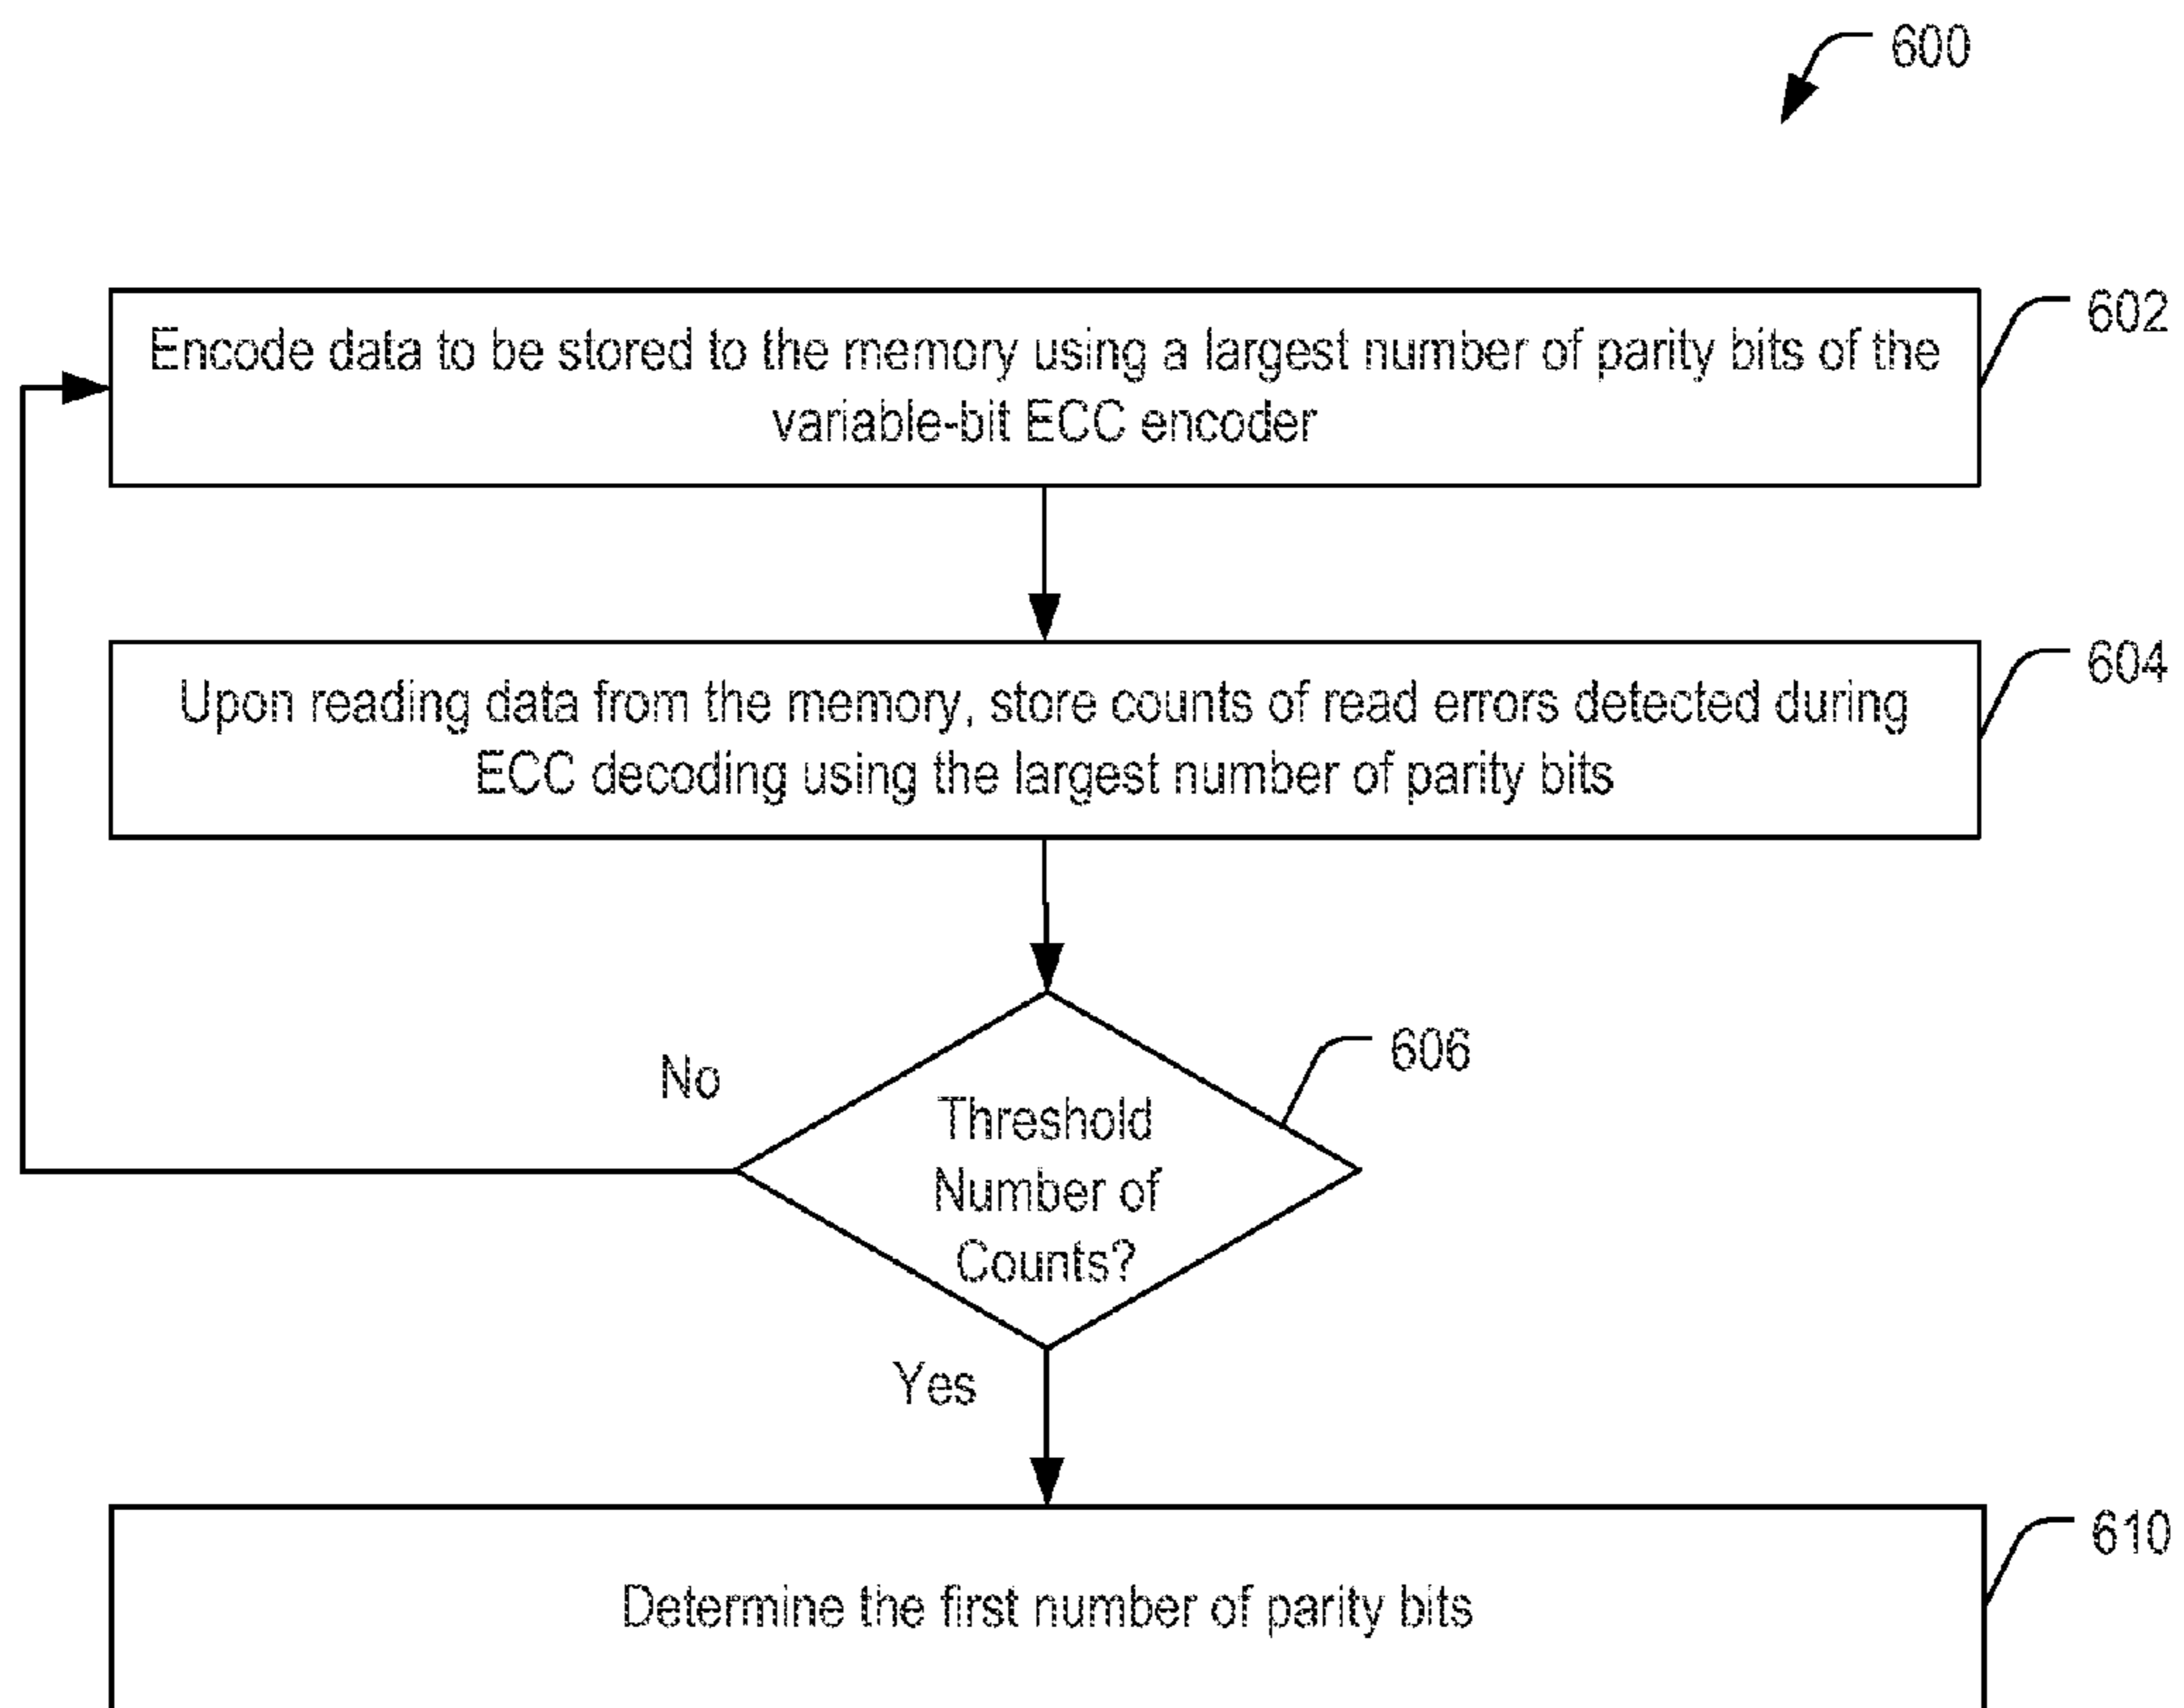 600
602
Encode data to be stored to the memory using a largest number of parity bits of the
variable-bit ECC encoder
604
Upon reading data from the memory, store counts of read errors detected during
ECC decoding using the largest number of parity bits
606
No
Threshold
Number of
Counts?
Yes
610
Determine the first number of parity bits